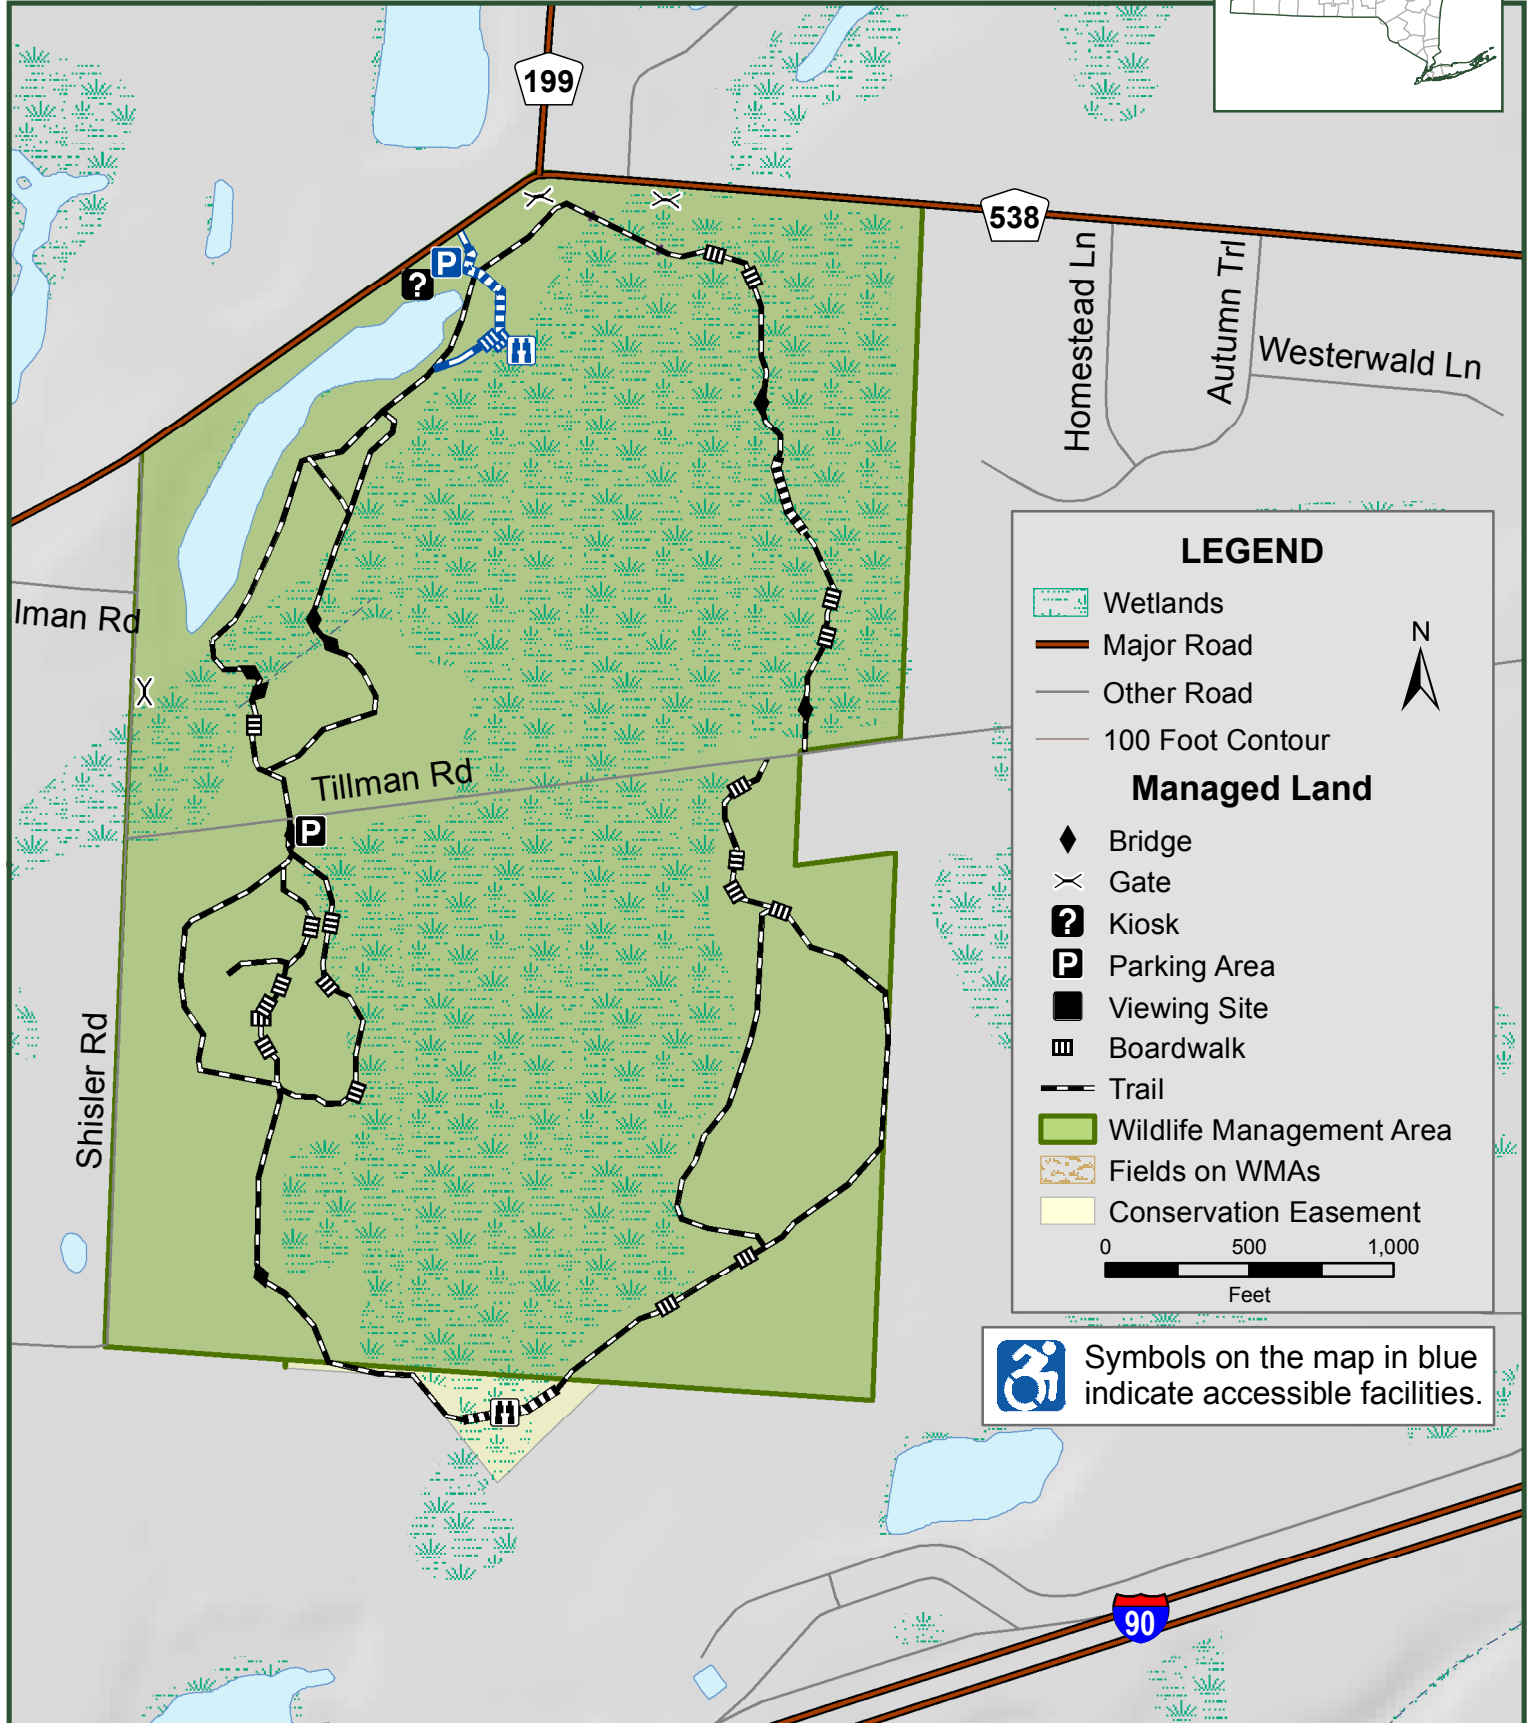 199
538
P
?
Homestead Ln
Autumn Trl
Westerwald Ln
lman Rd
Tillman Rd
P
Shisler Rd
LEGEND
Wetlands
Major Road
Other Road
100 Foot Contour
N
Managed Land
Bridge
Gate
? Kiosk
P Parking Area
Viewing Site
Boardwalk
Trail
Wildlife Management Area
Fields on WMAs
Conservation Easement
0 500 1,000
Feet
Symbols on the map in blue
indicate accessible facilities.
90